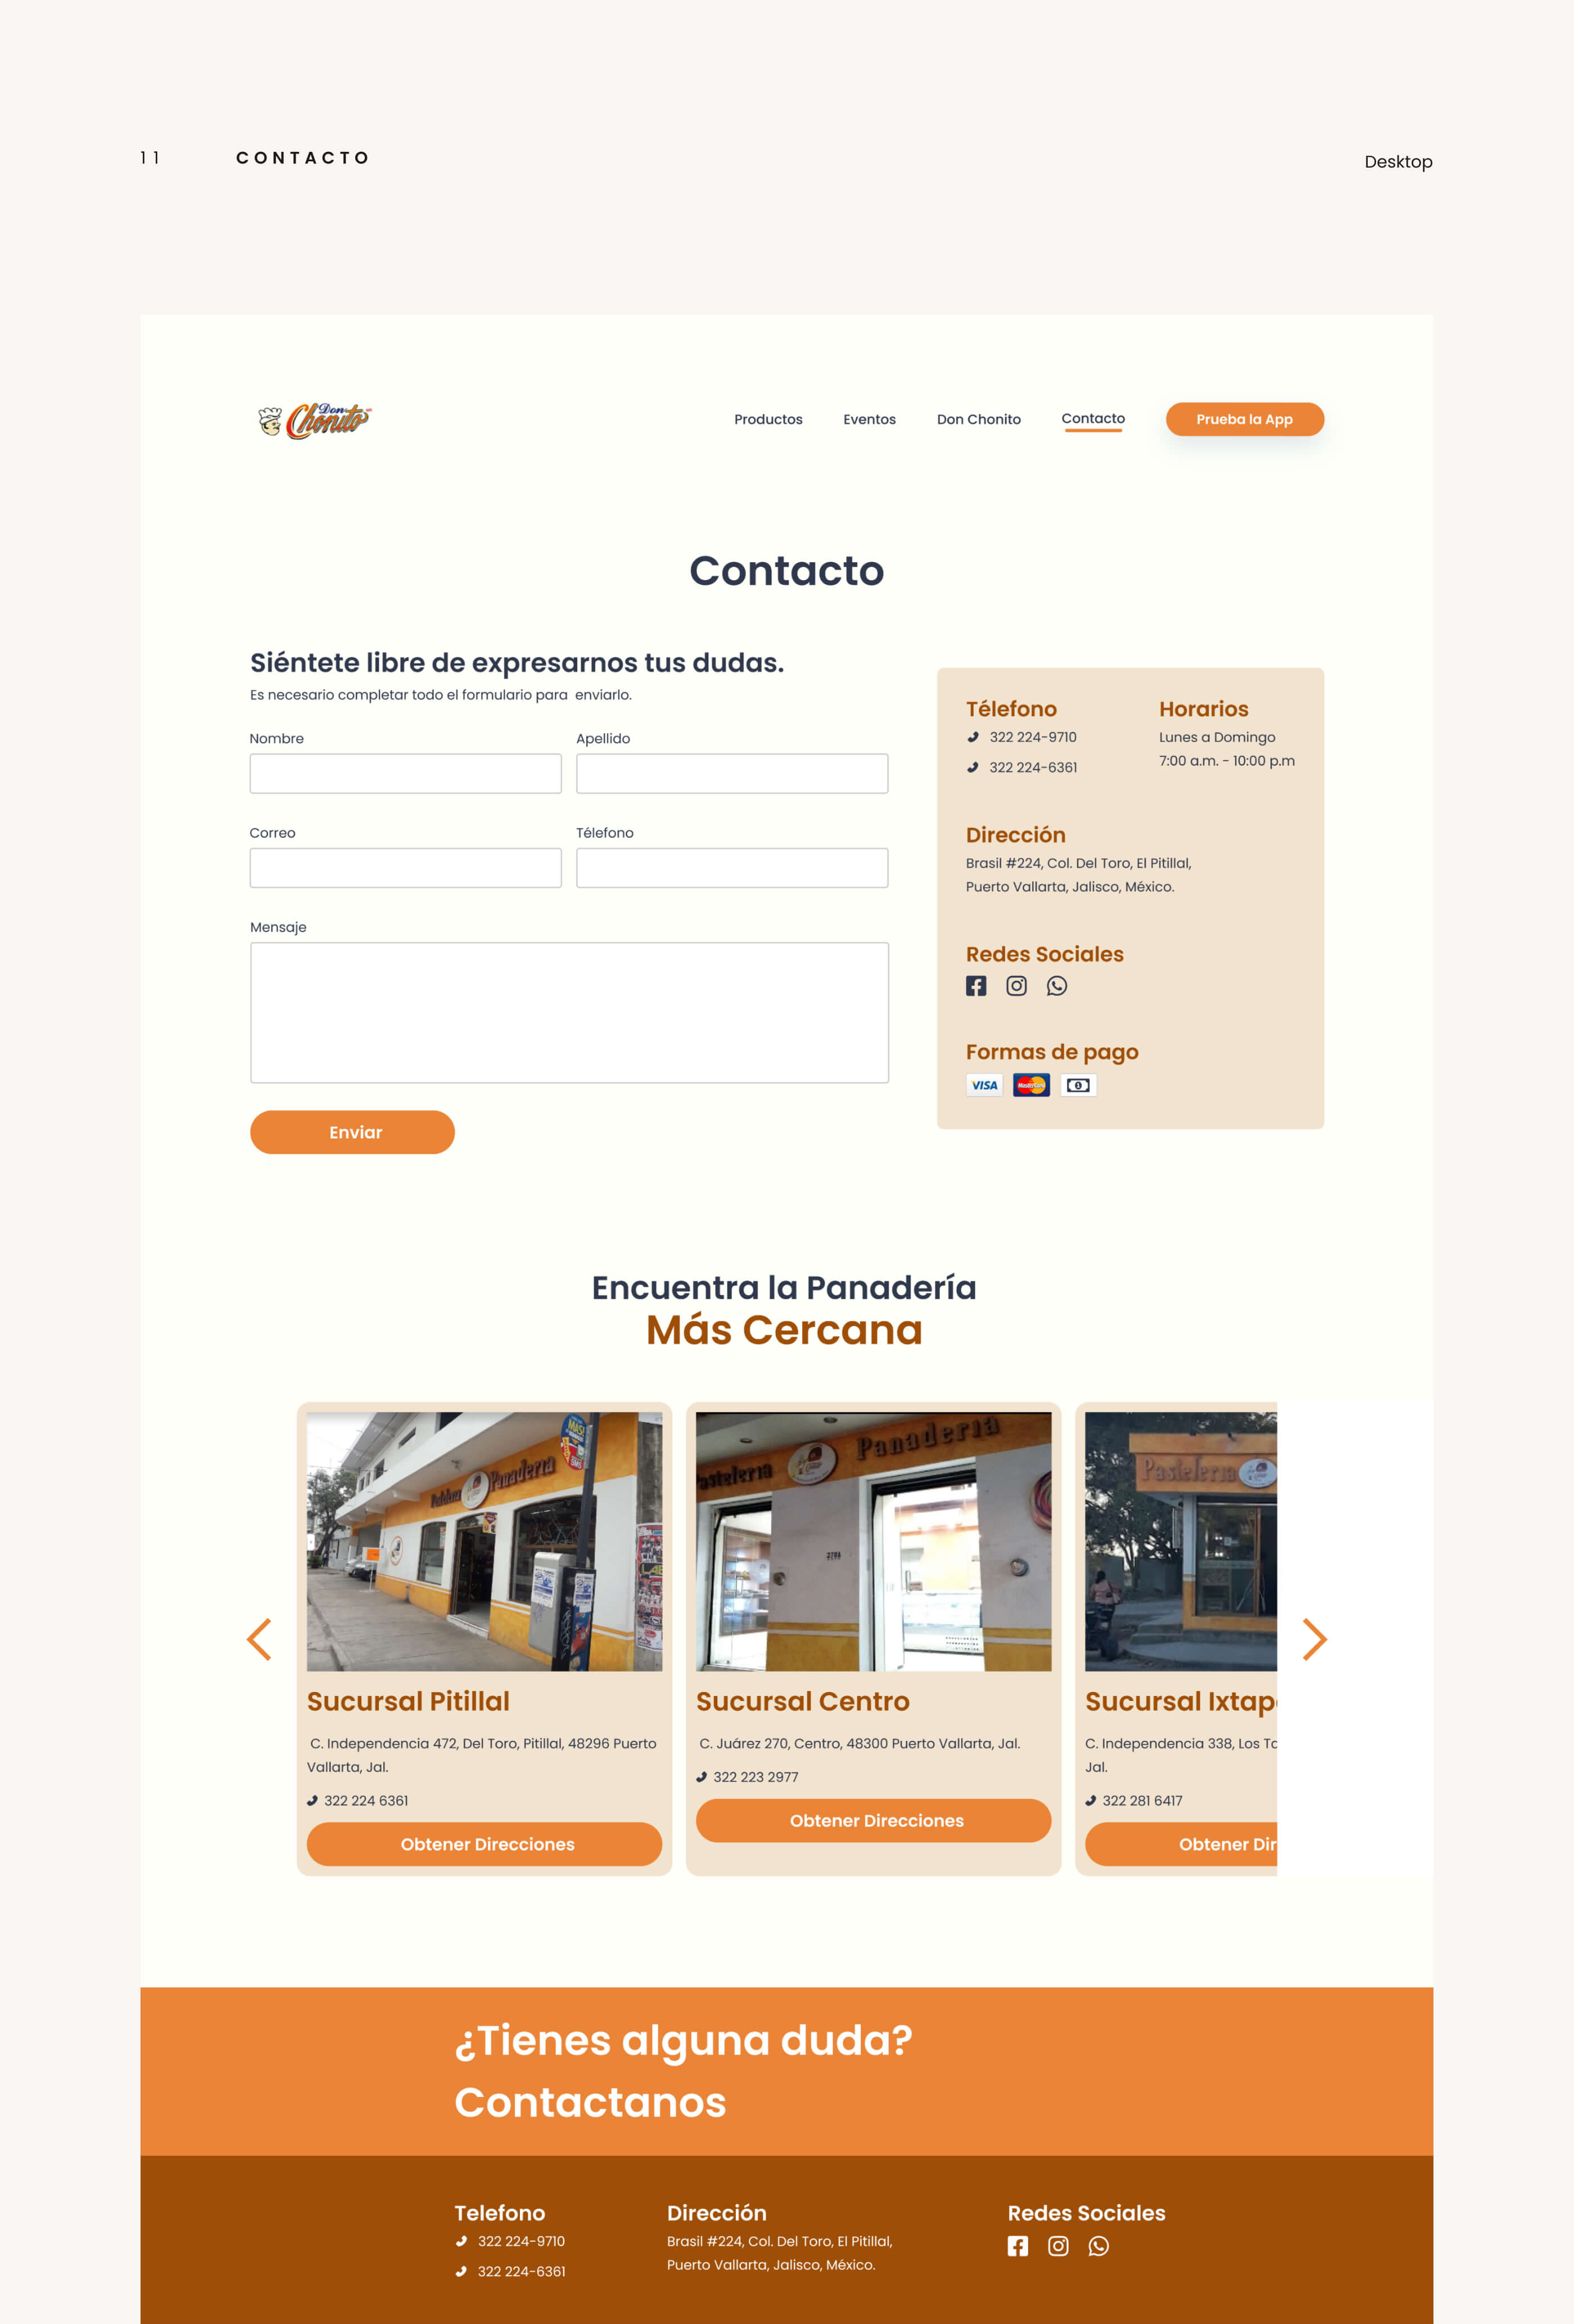 11 CONTACTO Desktop
Don Chonito
Productos Eventos Don Chonito Contacto Prueba la App
Contacto
Siéntete libre de expresarnos tus dudas.
Es necesario completar todo el formulario para  enviarlo.
Nombre Apellido
Correo Télefono
Mensaje
Enviar
Télefono
322 224-9710
322 224-6361
Horarios
Lunes a Domingo
7:00 a.m. - 10:00 p.m
Dirección
Brasil #224, Col. Del Toro, El Pitillal,
Puerto Vallarta, Jalisco, México.
Redes Sociales
Formas de pago
VISA MasterCard
Encuentra la Panadería
Más Cercana
Panadería
MAS!
Sucursal Pitillal
C. Independencia 472, Del Toro, Pitillal, 48296 Puerto
Vallarta, Jal.
322 224 6361
Obtener Direcciones
Pastelería Panadería
Sucursal Centro
C. Juárez 270, Centro, 48300 Puerto Vallarta, Jal.
322 223 2977
Obtener Direcciones
Pastelería
Sucursal Ixtap
C. Independencia 338, Los
Jal.
322 281 6417
Obtener Dir
¿Tienes alguna duda?
Contactanos
Telefono
322 224-9710
322 224-6361
Dirección
Brasil #224, Col. Del Toro, El Pitillal,
Puerto Vallarta, Jalisco, México.
Redes Sociales